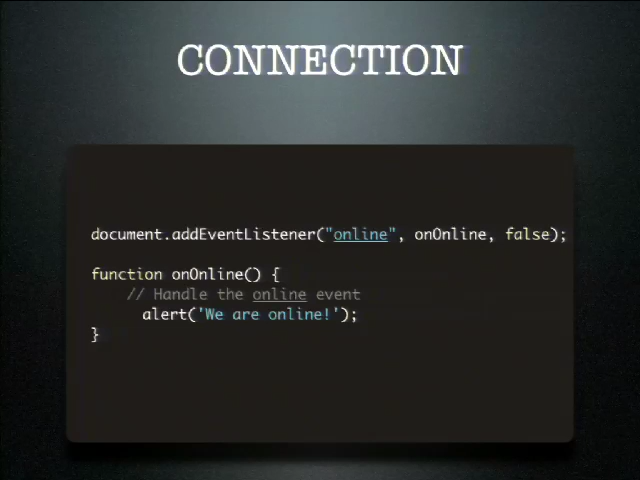 CONNECTION
document.addEventListener("online", onOnline, false);
function onOnline() {
// Handle the online event
alert('We are online!');
}